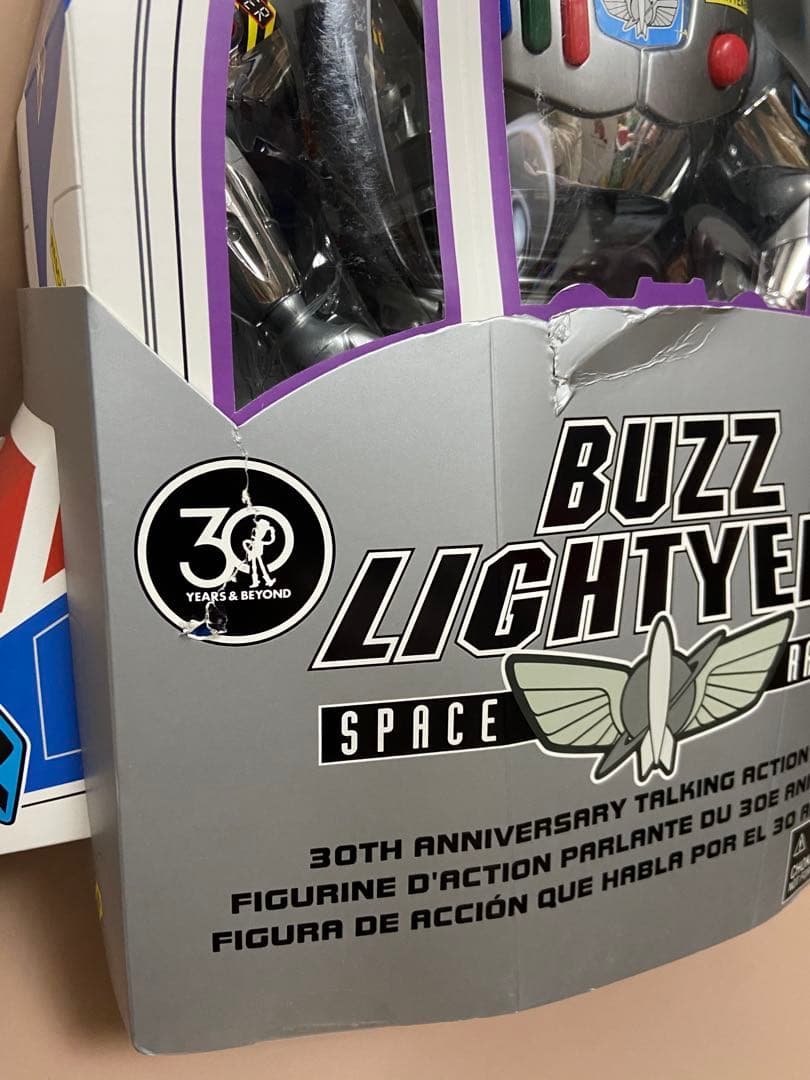 BUZZ
LIGHTYE
30
YEARS & BEYOND
SPACE
30TH ANNIVERSARY TALKING ACTION
FIGURINE D'ACTION PARLANTE DU 30E
FIGURA DE ACCIÓN QUE HABLA POR EL 30